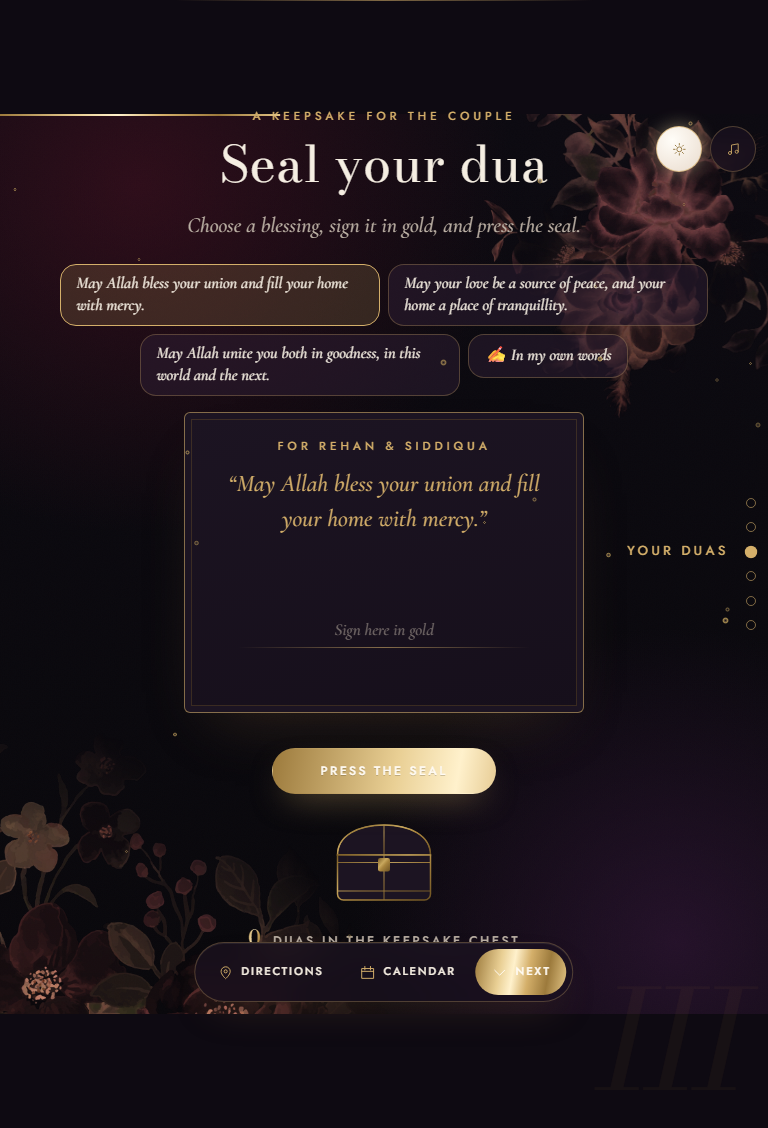 A KEEPSAKE FOR THE COUPLE
Seal your dua
Choose a blessing, sign it in gold, and press the seal.
May Allah bless your union and fill your home
with mercy.
May your love be a source of peace, and your
home a place of tranquillity.
May Allah unite you both in goodness, in this
world and the next.
✍️ In my own words
FOR REHAN & SIDDIQUA
“May Allah bless your union and fill
your home with mercy.”
YOUR DUAS
Sign here in gold
PRESS THE SEAL
0 DUAS IN THE KEEPSAKE CHEST
DIRECTIONS
CALENDAR
NEXT
III